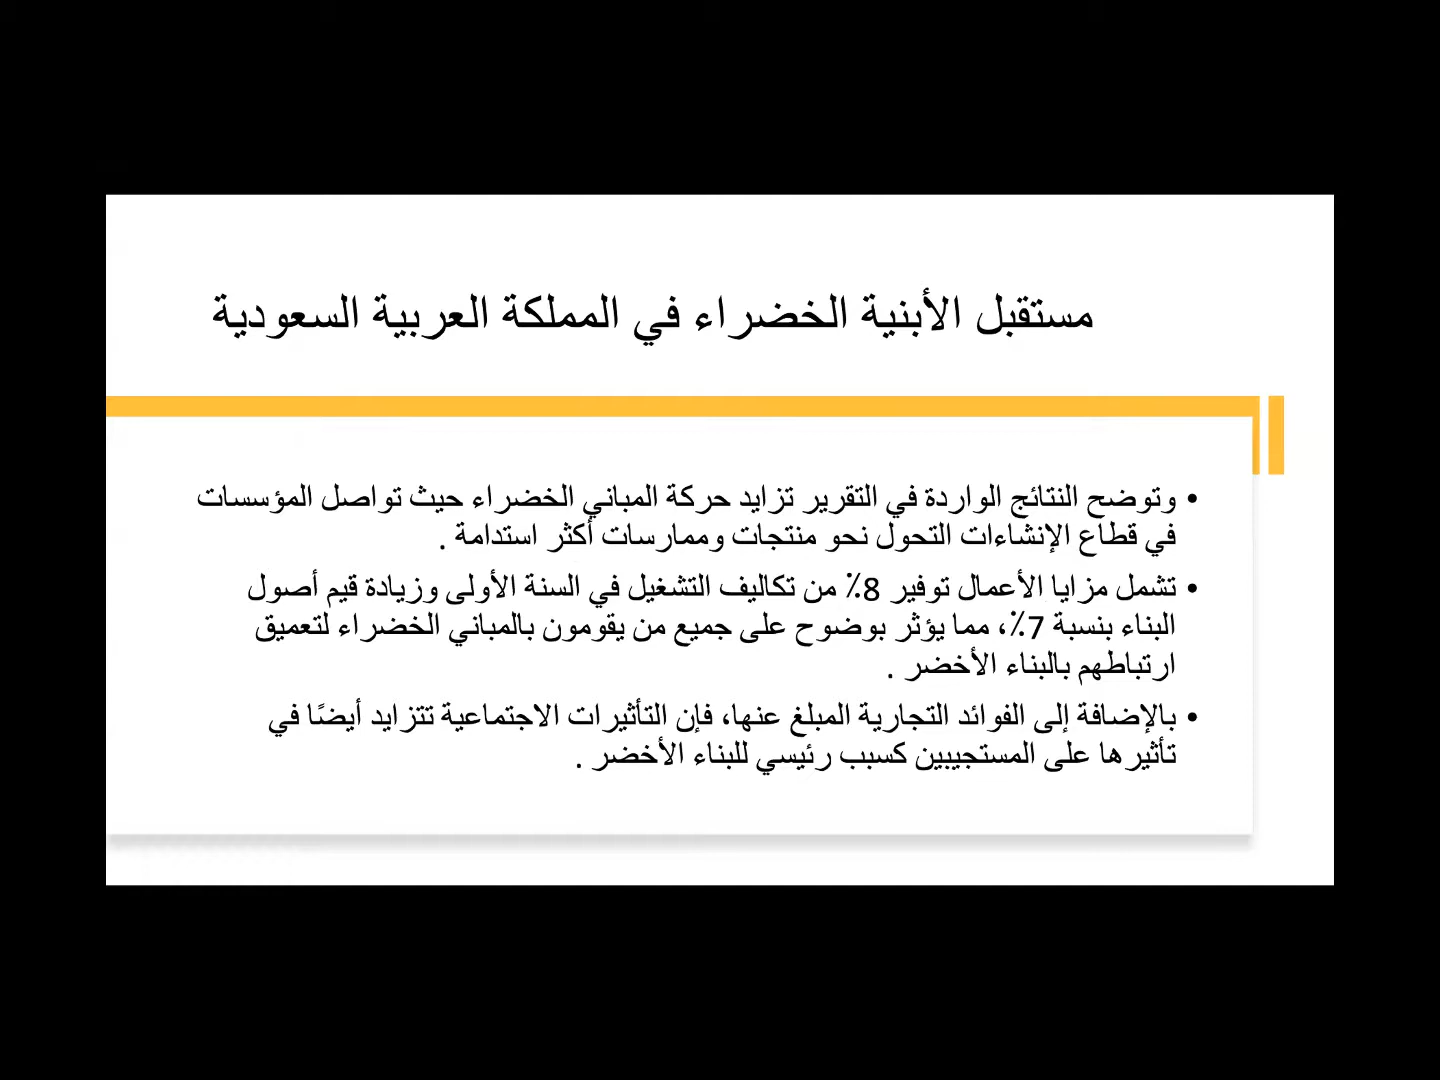 مستقبل الأبنية الخضراء في المملكة العربية السعودية
• وتوضح النتائج الواردة في التقرير تزايد حركة المباني الخضراء حيث تواصل المؤسسات
في قطاع الإنشاءات التحول نحو منتجات وممارسات أكثر استدامة .
• تشمل مزايا الأعمال توفير 8٪ من تكاليف التشغيل في السنة الأولى وزيادة قيم أصول
البناء بنسبة 7٪، مما يؤثر بوضوح على جميع من يقومون بالمباني الخضراء لتعميق
ارتباطهم بالبناء الأخضر .
• بالإضافة إلى الفوائد التجارية المبلغ عنها، فإن التأثيرات الاجتماعية تتزايد أيضًا في
تأثيرها على المستجيبين كسبب رئيسي للبناء الأخضر .